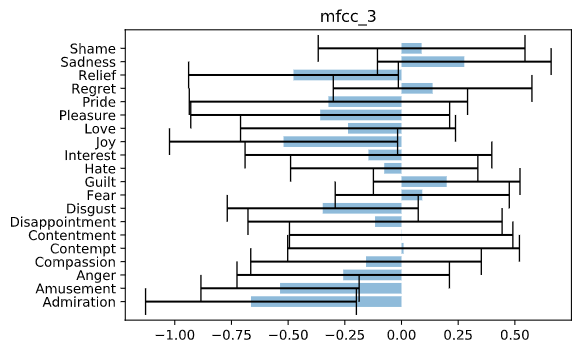 mfcc_3
Shame
Sadness
Relief
Regret
Pride
Pleasure
Love
Joy
Interest
Hate
Guilt
Fear
Disgust
Disappointment
Contentment
Contempt
Compassion
Anger
Amusement
Admiration
−1.00 −0.75 −0.50 −0.25 0.00 0.25 0.50